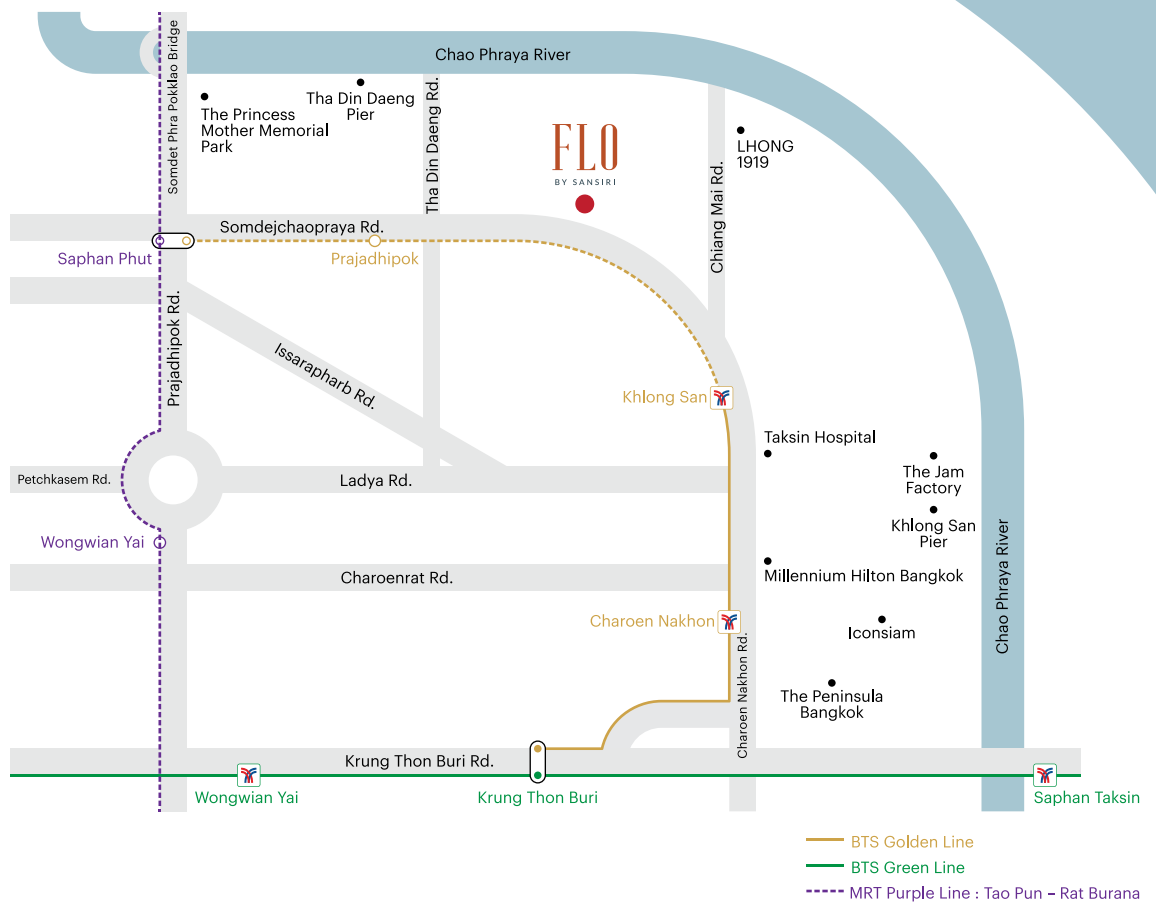 Chao Phraya River
Somdet Phra Pokklao Bridge
The Princess
Mother Memorial
Park
Tha Din Daeng
Pier
Tha Din Daeng Rd.
FLO
BY SANSIRI
LHONG
1919
Chiang Mai Rd.
Somdejchaopraya Rd.
Saphan Phut
Prajadhipok
Prajadhipok Rd.
Issarapharb Rd.
Khlong San
Taksin Hospital
The Jam
Factory
Petchkasem Rd.
Ladya Rd.
Khlong San
Pier
Wongwian Yai
Charoenrat Rd.
Millennium Hilton Bangkok
Chao Phraya River
Charoen Nakhon
Iconsiam
Charoen Nakhon Rd.
The Peninsula
Bangkok
Krung Thon Buri Rd.
Wongwian Yai
Krung Thon Buri
Saphan Taksin
BTS Golden Line
BTS Green Line
MRT Purple Line : Tao Pun – Rat Burana